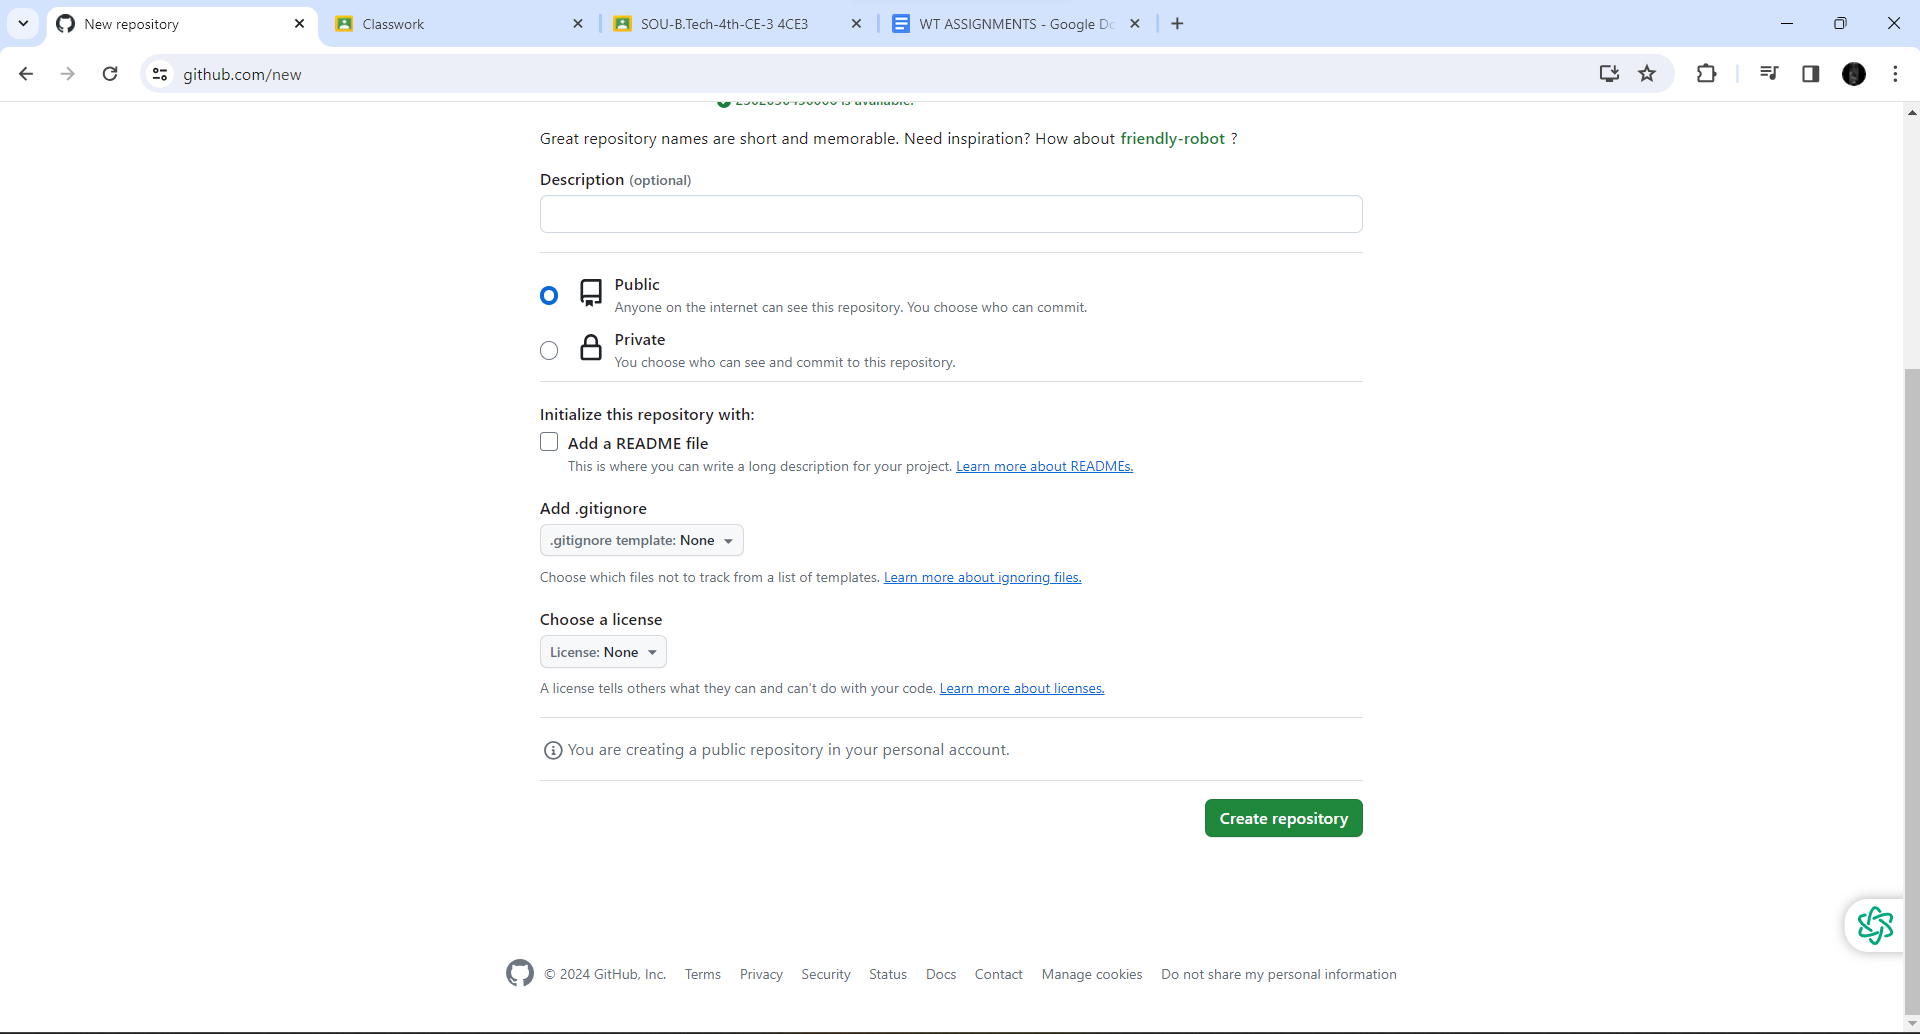 New repository
Classwork
SOU-B.Tech-4th-CE-3 4CE3
WT ASSIGNMENTS - Google Dc
github.com/new
is available.
Great repository names are short and memorable. Need inspiration? How about friendly-robot ?
Description (optional)
Public
Anyone on the internet can see this repository. You choose who can commit.
Private
You choose who can see and commit to this repository.
Initialize this repository with:
Add a README file
This is where you can write a long description for your project. Learn more about READMEs.
Add .gitignore
.gitignore template: None
Choose which files not to track from a list of templates. Learn more about ignoring files.
Choose a license
License: None
A license tells others what they can and can't do with your code. Learn more about licenses.
You are creating a public repository in your personal account.
Create repository
© 2024 GitHub, Inc. Terms Privacy Security Status Docs Contact Manage cookies Do not share my personal information